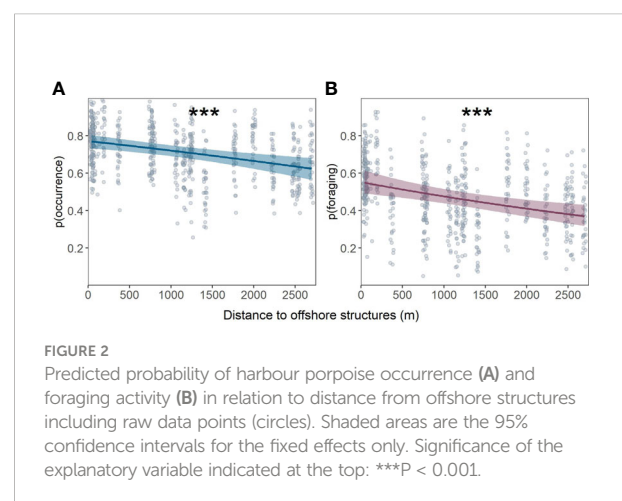 A
B
***
***
0.8
0.6
0.4
0.2
p(occurrence)
0.8
0.6
0.4
0.2
p(foraging)
0 500 1000 1500 2000 2500
0 500 1000 1500 2000 2500
Distance to offshore structures (m)
FIGURE 2
Predicted probability of harbour porpoise occurrence (A) and
foraging activity (B) in relation to distance from offshore structures
including raw data points (circles). Shaded areas are the 95%
confidence intervals for the fixed effects only. Significance of the
explanatory variable indicated at the top: ***P < 0.001.